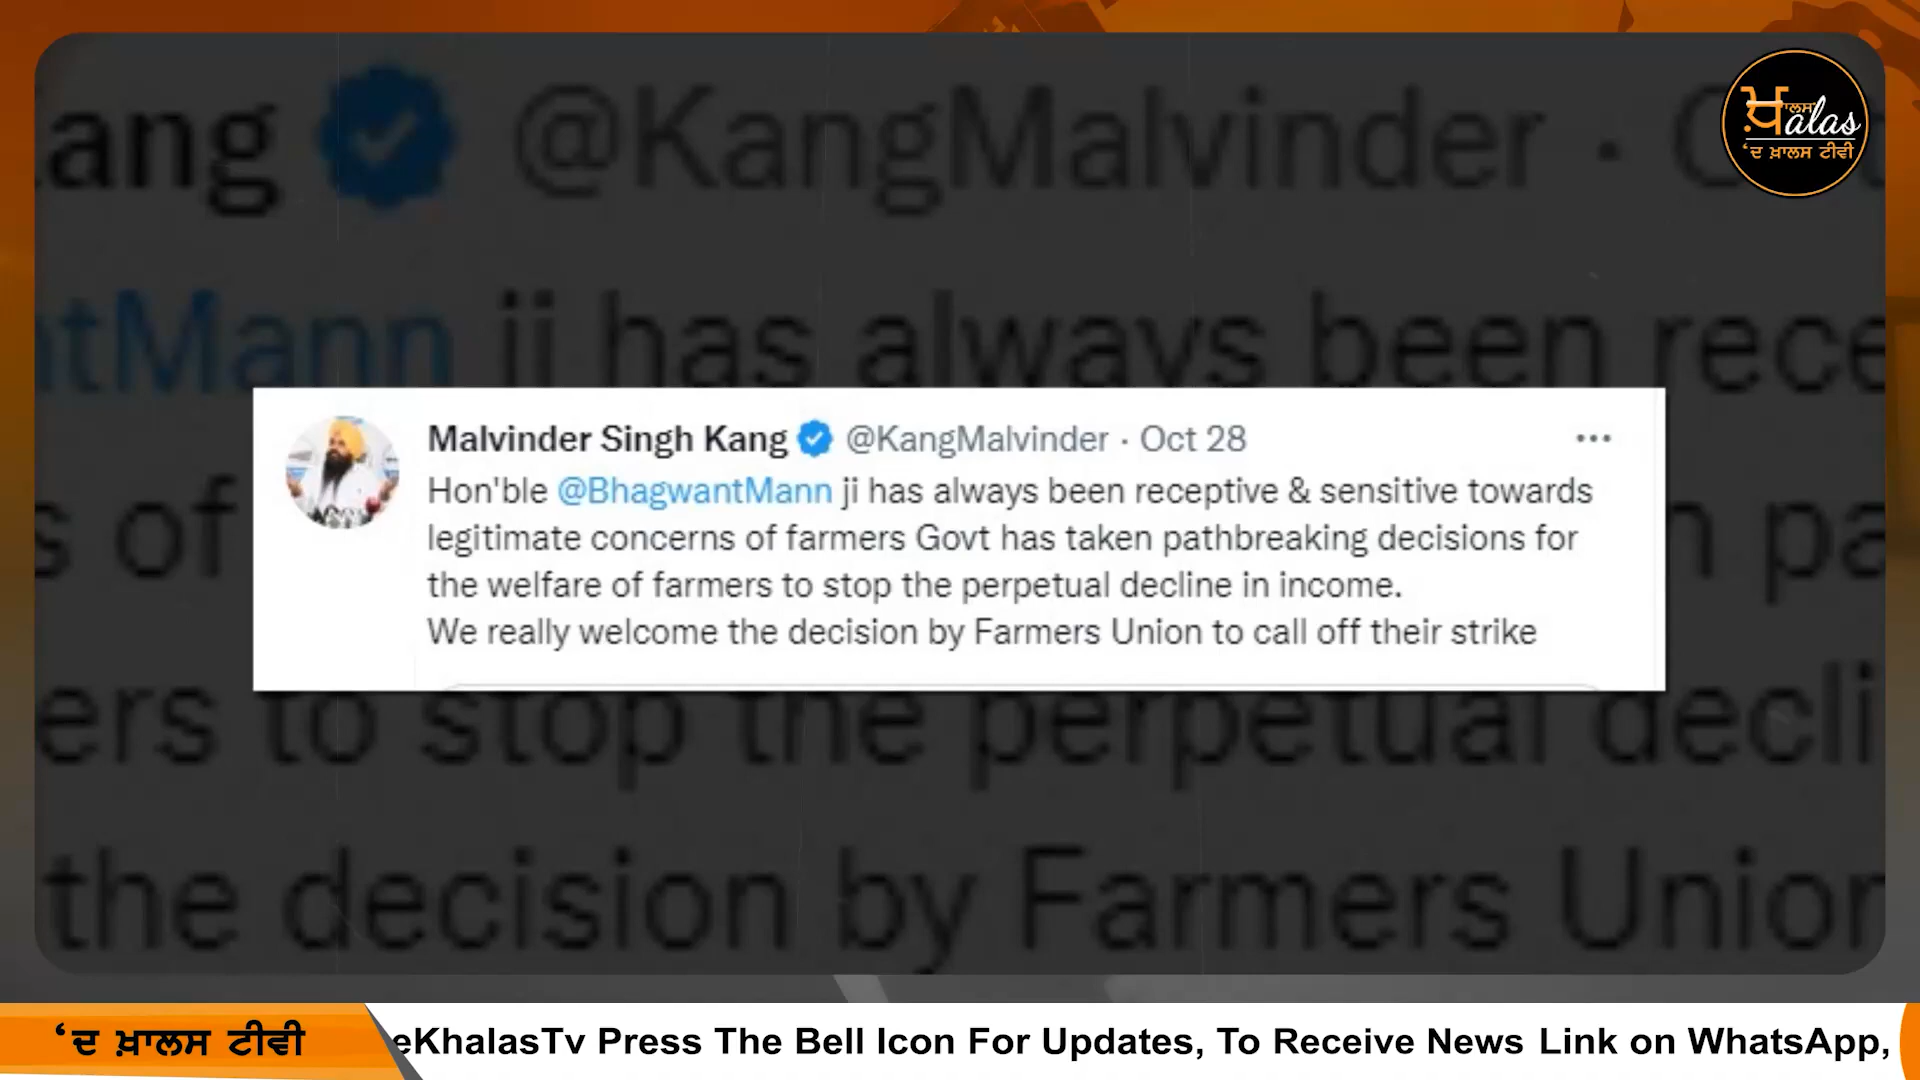 ang @KangMalvinder ·
ਖ਼ਾਲਸ
alas
‘ਦ ਖ਼ਾਲਸ ਟੀਵੀ
tMann ji has always been rece
Malvinder Singh Kang @KangMalvinder · Oct 28
Hon'ble @BhagwantMann ji has always been receptive & sensitive towards
legitimate concerns of farmers Govt has taken pathbreaking decisions for
the welfare of farmers to stop the perpetual decline in income.
We really welcome the decision by Farmers Union to call off their strike
s of
pa
ers to stop the perpetual decli
the decision by Farmers Union
‘ਦ ਖ਼ਾਲਸ ਟੀਵੀ
eKhalasTv Press The Bell Icon For Updates, To Receive News Link on WhatsApp,